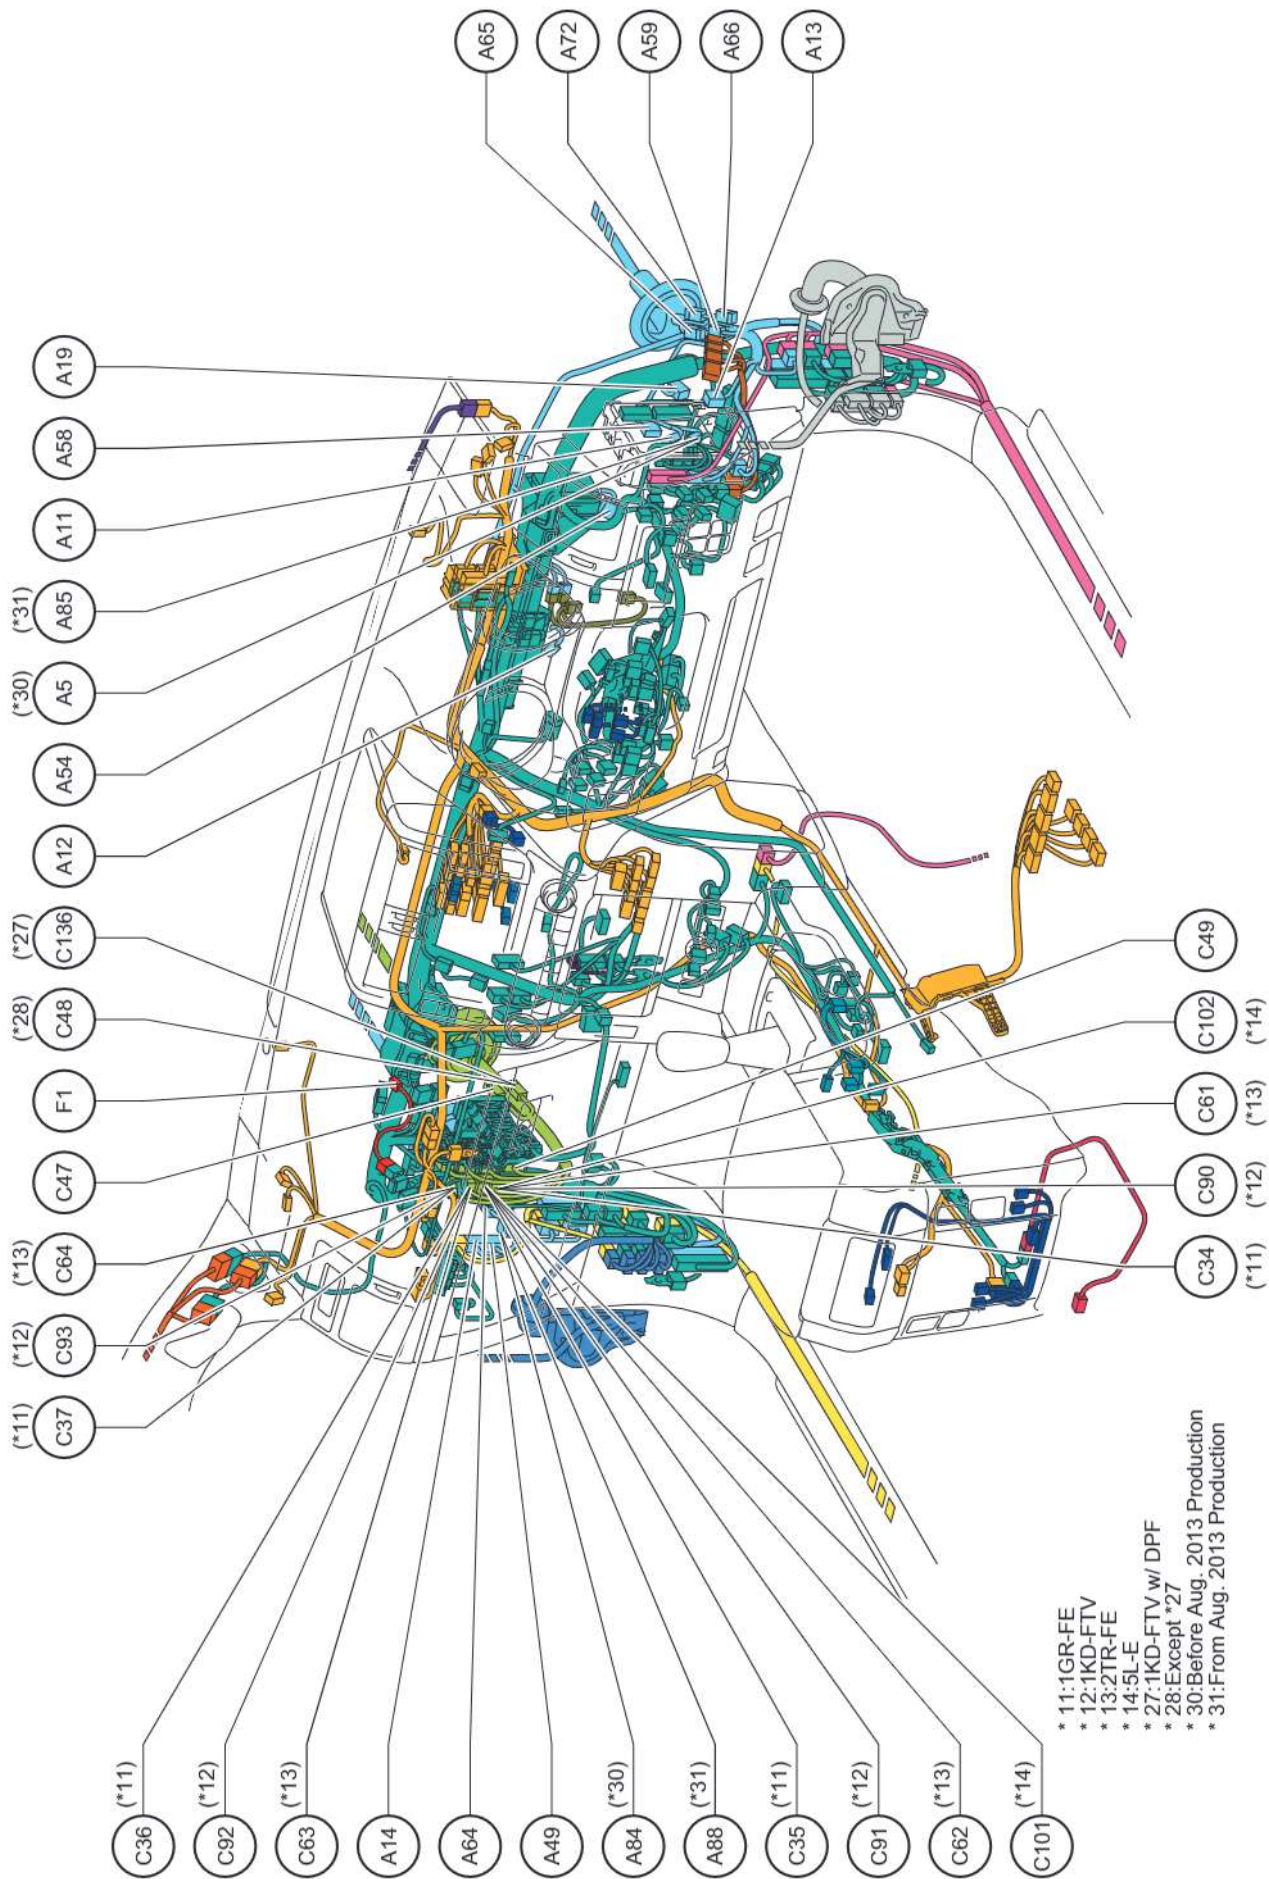 (*11)
C37
(*12)
C93
(*13)
C64
C47
F1
(*28)
C48
(*27)
C136
A12
A54
(*30)
A5
(*31)
A85
A11
A58
A19
A65
A72
A59
A66
A13
C36
(*11)
C92
(*12)
C63
(*13)
A14
A64
A49
A84
(*30)
A88
(*31)
C35
(*11)
C91
(*12)
C62
(*13)
C101
(*14)
C34
(*11)
C90
(*12)
C61
(*13)
C102
(*14)
C49
* 11:1GR-FE
* 12:1KD-FTV
* 13:2TR-FE
* 14:5L-E
* 27:1KD-FTV w/ DPF
* 28:Except *27
* 30:Before Aug. 2013 Production
* 31:From Aug. 2013 Production